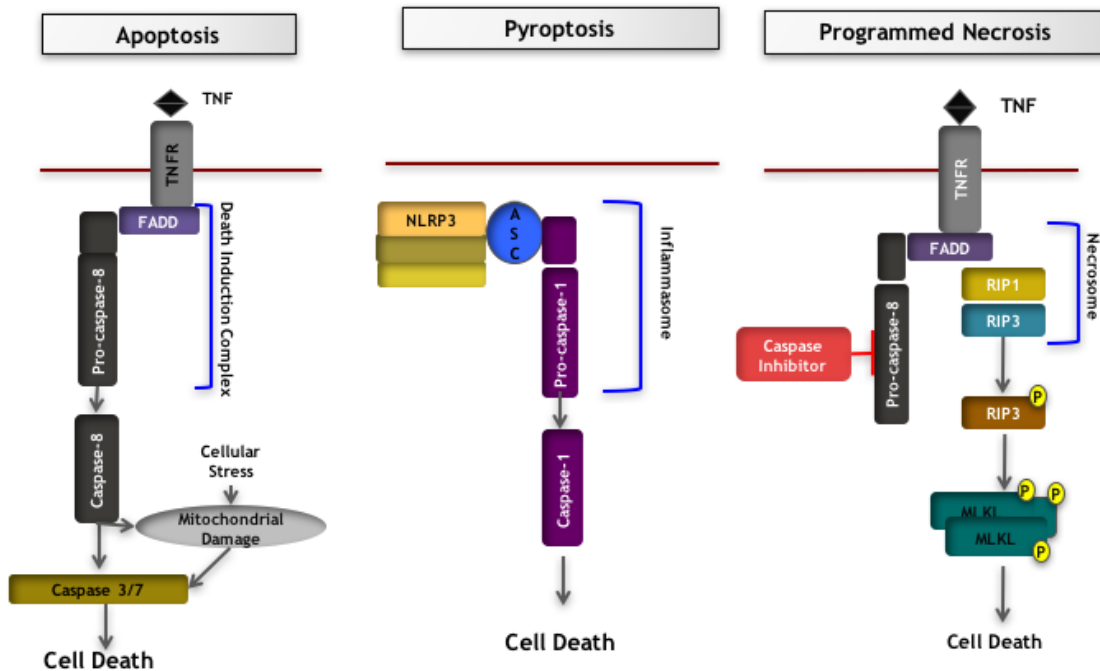 Apoptosis
TNF
TNFR
FADD
Pro-caspase-8
Death Induction Complex
Caspase-8
Cellular
Stress
Mitochondrial
Damage
Caspase 3/7
Cell Death
Pyroptosis
NLRP3
A
S
C
Pro-caspase-1
Inflammasome
Caspase-1
Cell Death
Programmed Necrosis
TNF
TNFR
FADD
RIP1
RIP3
Necrosome
Pro-caspase-8
Caspase
Inhibitor
P
RIP3
P
P
MLKL
MLKL
P
Cell Death